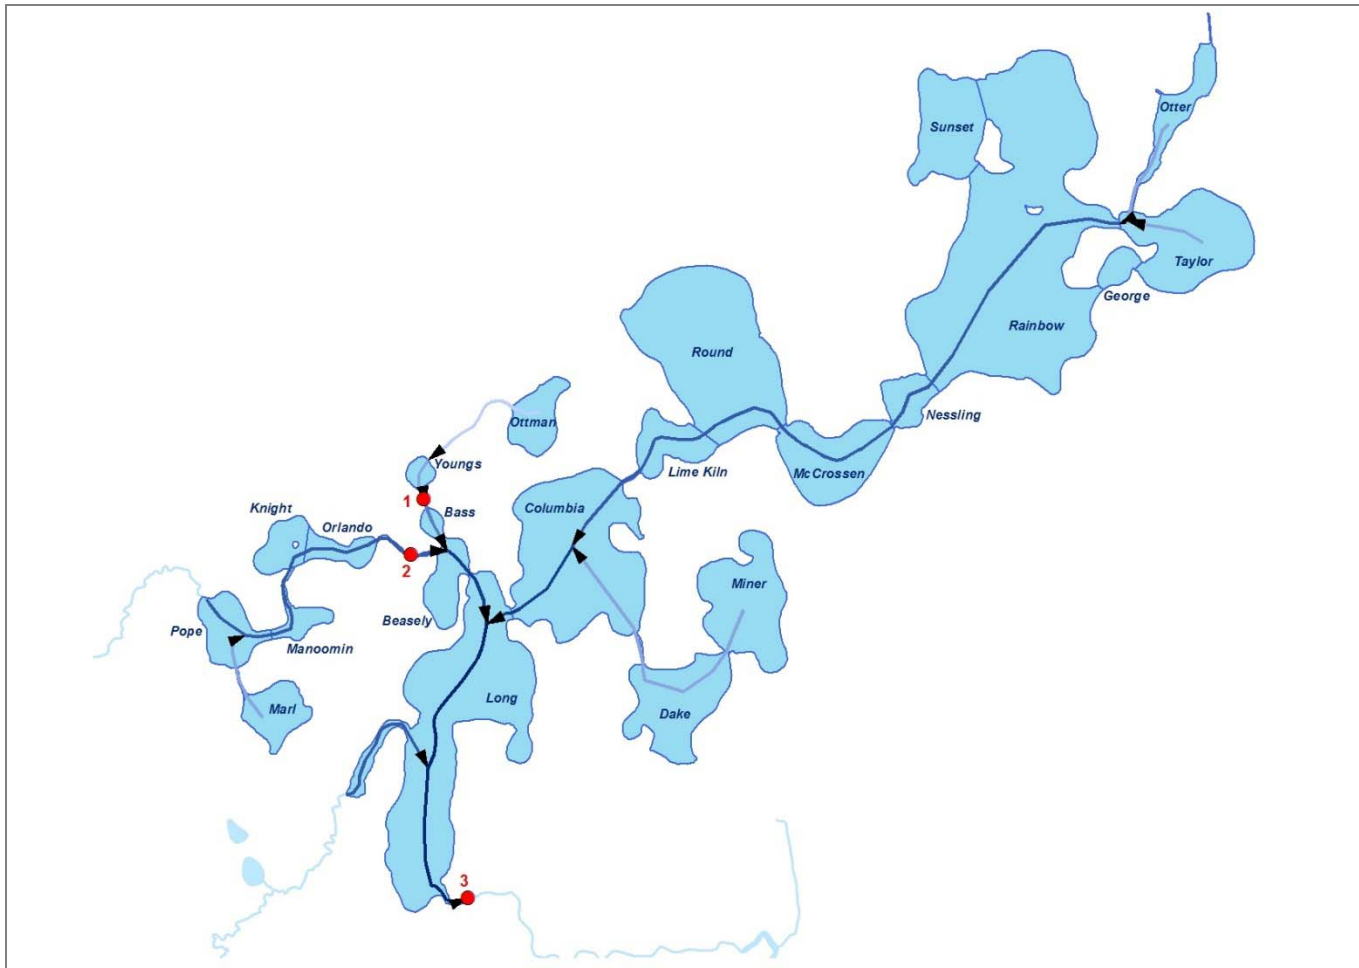 Otter
Sunset
Taylor
George
Rainbow
Round
Nessling
Ottman
Youngs
Lime Kiln
McCrossen
1
Knight
Bass
Columbia
Orlando
2
Miner
Beasely
Pope
Manoomin
Long
Marl
Dake
3